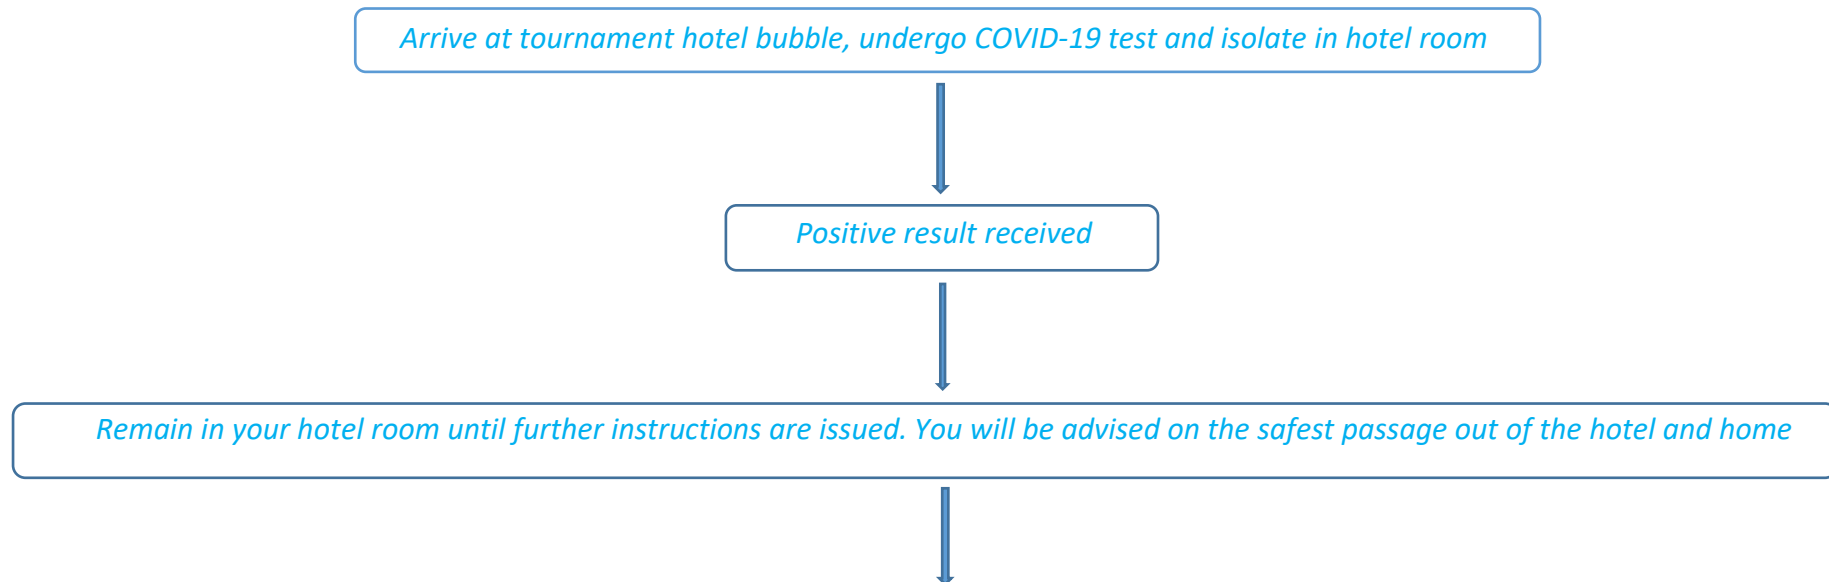 Arrive at tournament hotel bubble, undergo COVID-19 test and isolate in hotel room
Positive result received
Remain in your hotel room until further instructions are issued. You will be advised on the safest passage out of the hotel and home